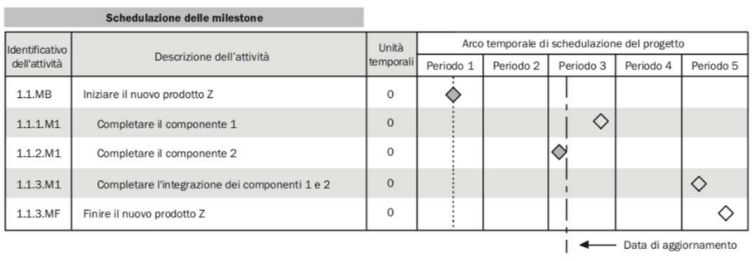 Schedulazione delle milestone
Identificativo dell'attività
Descrizione dell'attività
Unità temporali
Arco temporale di schedulazione del progetto
Periodo 1 Periodo 2 Periodo 3 Periodo 4 Periodo 5
1.1.MB Iniziare il nuovo prodotto Z 0
1.1.1.M1 Completare il componente 1 0
1.1.2.M1 Completare il componente 2 0
1.1.3.M1 Completare l'integrazione dei componenti 1 e 2 0
1.1.3.MF Finire il nuovo prodotto Z 0
Data di aggiornamento